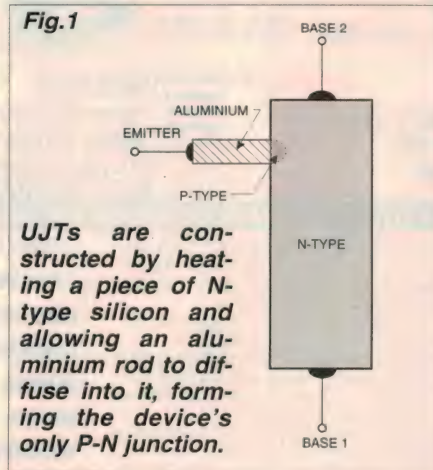 Fig.1
BASE 2
ALUMINIUM
EMITTER
P-TYPE
N-TYPE
UJTs are con-
structed by heat-
ing a piece of N-
type silicon and
allowing an alu-
minium rod to dif-
fuse into it, form-
ing the device's
only P-N junction.
BASE 1